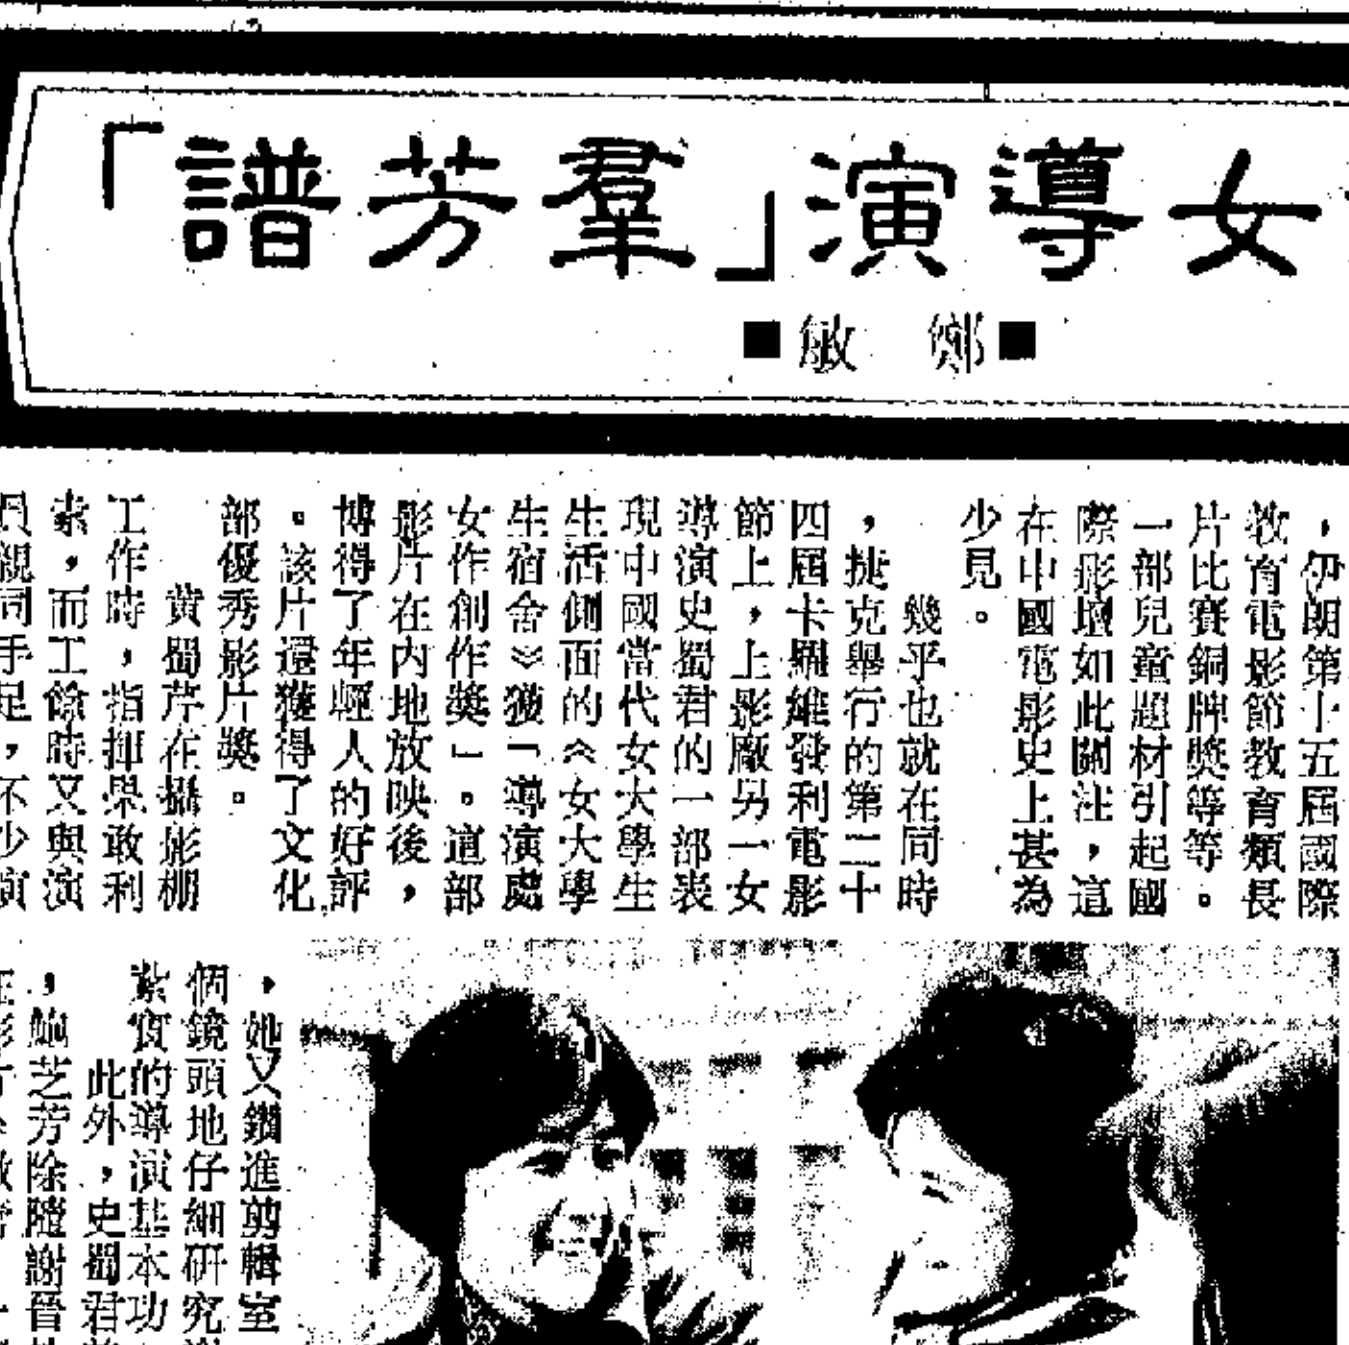 女導演「羣芳譜」
■鄭 敏■
，伊朗第十五屆國際
教育電影節教育類長
片比賽銅牌獎等等。
一部兒童題材引起國
際影壇如此關注，這
在中國電影史上甚為
少見。
幾乎也就在同時
，捷克舉行的第二十
四屆卡羅維發利電影
節上，上影廠另一女
導演史蜀君的一部表
現中國當代女大學生
生活側面的《女大學
生宿舍》獲「導演處
女作創作獎」。這部
影片在內地放映後，
博得了年輕人的好評
。該片還獲得了文化
部優秀影片獎。
黃蜀芹在攝影棚
工作時，指揮果敢利
索，而工餘時又與演
員親同手足，不少演
，她又鑽進剪輯室
個鏡頭地仔細研究
紮實的導演基本功
此外，史蜀君
，鮑芝芳除隨謝晉